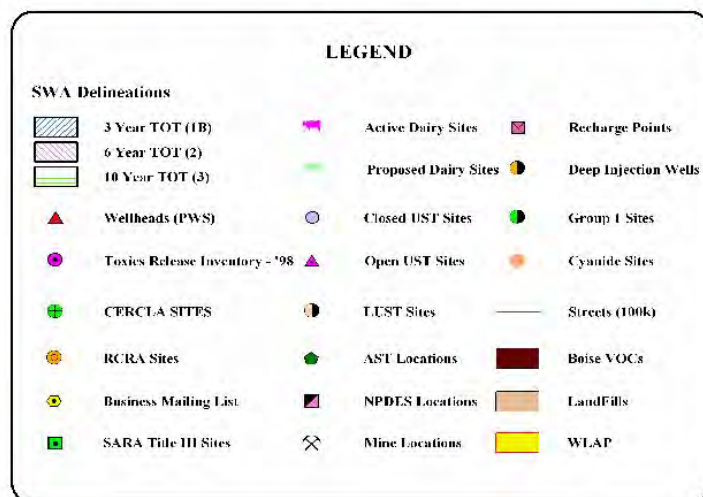 LEGEND
SWA Delineations
3 Year TOT (1B)
6 Year TOT (2)
10 Year TOT (3)
Wellheads (PWS)
Toxics Release Inventory - '98
CERCLA SITES
RCRA Sites
Business Mailing List
SARA Title III Sites
Active Dairy Sites
Proposed Dairy Sites
Closed UST Sites
Open UST Sites
LUST Sites
AST Locations
NPDES Locations
Mine Locations
Recharge Points
Deep Injection Wells
Group 1 Sites
Cyanide Sites
Streets (100k)
Boise VOCs
LandFills
WLAP